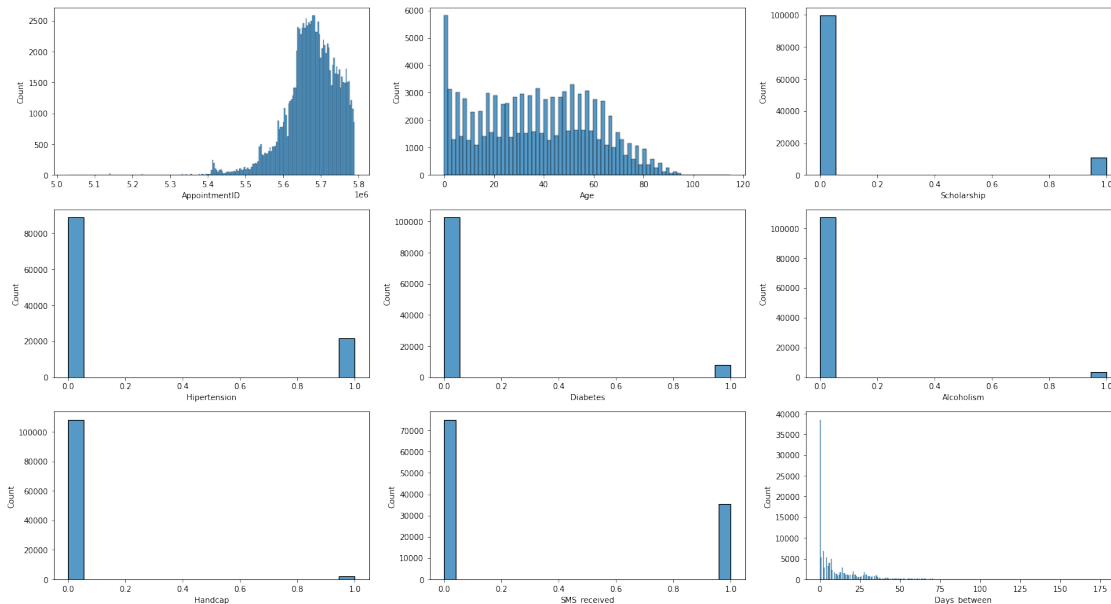 2500
2000
1500
1000
500
0
Count
5.0 5.1 5.2 5.3 5.4 5.5 5.6 5.7 5.8
1e6
AppointmentID
6000
5000
4000
3000
2000
1000
0
Count
0 20 40 60 80 100 120
Age
100000
80000
60000
40000
20000
0
Count
0.0 0.2 0.4 0.6 0.8 1.0
Scholarship
80000
60000
40000
20000
0
Count
0.0 0.2 0.4 0.6 0.8 1.0
Hipertension
100000
80000
60000
40000
20000
0
Count
0.0 0.2 0.4 0.6 0.8 1.0
Diabetes
100000
80000
60000
40000
20000
0
Count
0.0 0.2 0.4 0.6 0.8 1.0
Alcoholism
100000
80000
60000
40000
20000
0
Count
0.0 0.2 0.4 0.6 0.8 1.0
Handcap
70000
60000
50000
40000
30000
20000
10000
0
Count
0.0 0.2 0.4 0.6 0.8 1.0
SMS_received
40000
35000
30000
25000
20000
15000
10000
5000
0
Count
0 25 50 75 100 125 150 175
Days_between